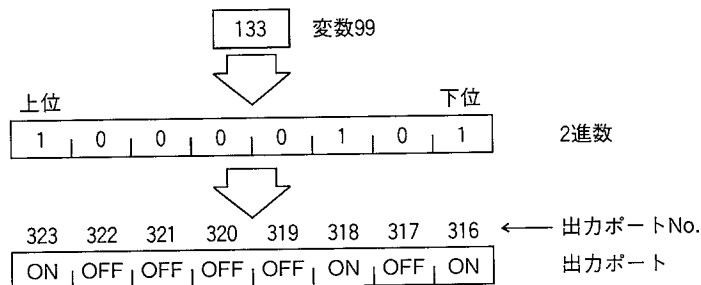 133 変数99
上位 下位
1 0 0 0 0 1 0 1 2進数
323 322 321 320 319 318 317 316 ← 出力ポートNo.
ON OFF OFF OFF OFF ON OFF ON 出力ポート